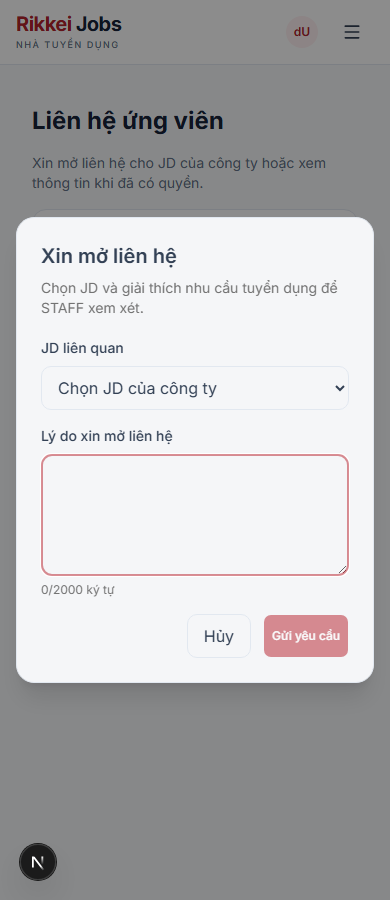 Rikkei Jobs
NHÀ TUYỂN DỤNG
dU
Liên hệ ứng viên
Xin mở liên hệ cho JD của công ty hoặc xem
thông tin khi đã có quyền.
Xin mở liên hệ
Chọn JD và giải thích nhu cầu tuyển dụng để
STAFF xem xét.
JD liên quan
Chọn JD của công ty
Lý do xin mở liên hệ
0/2000 ký tự
Hủy
Gửi yêu cầu
N